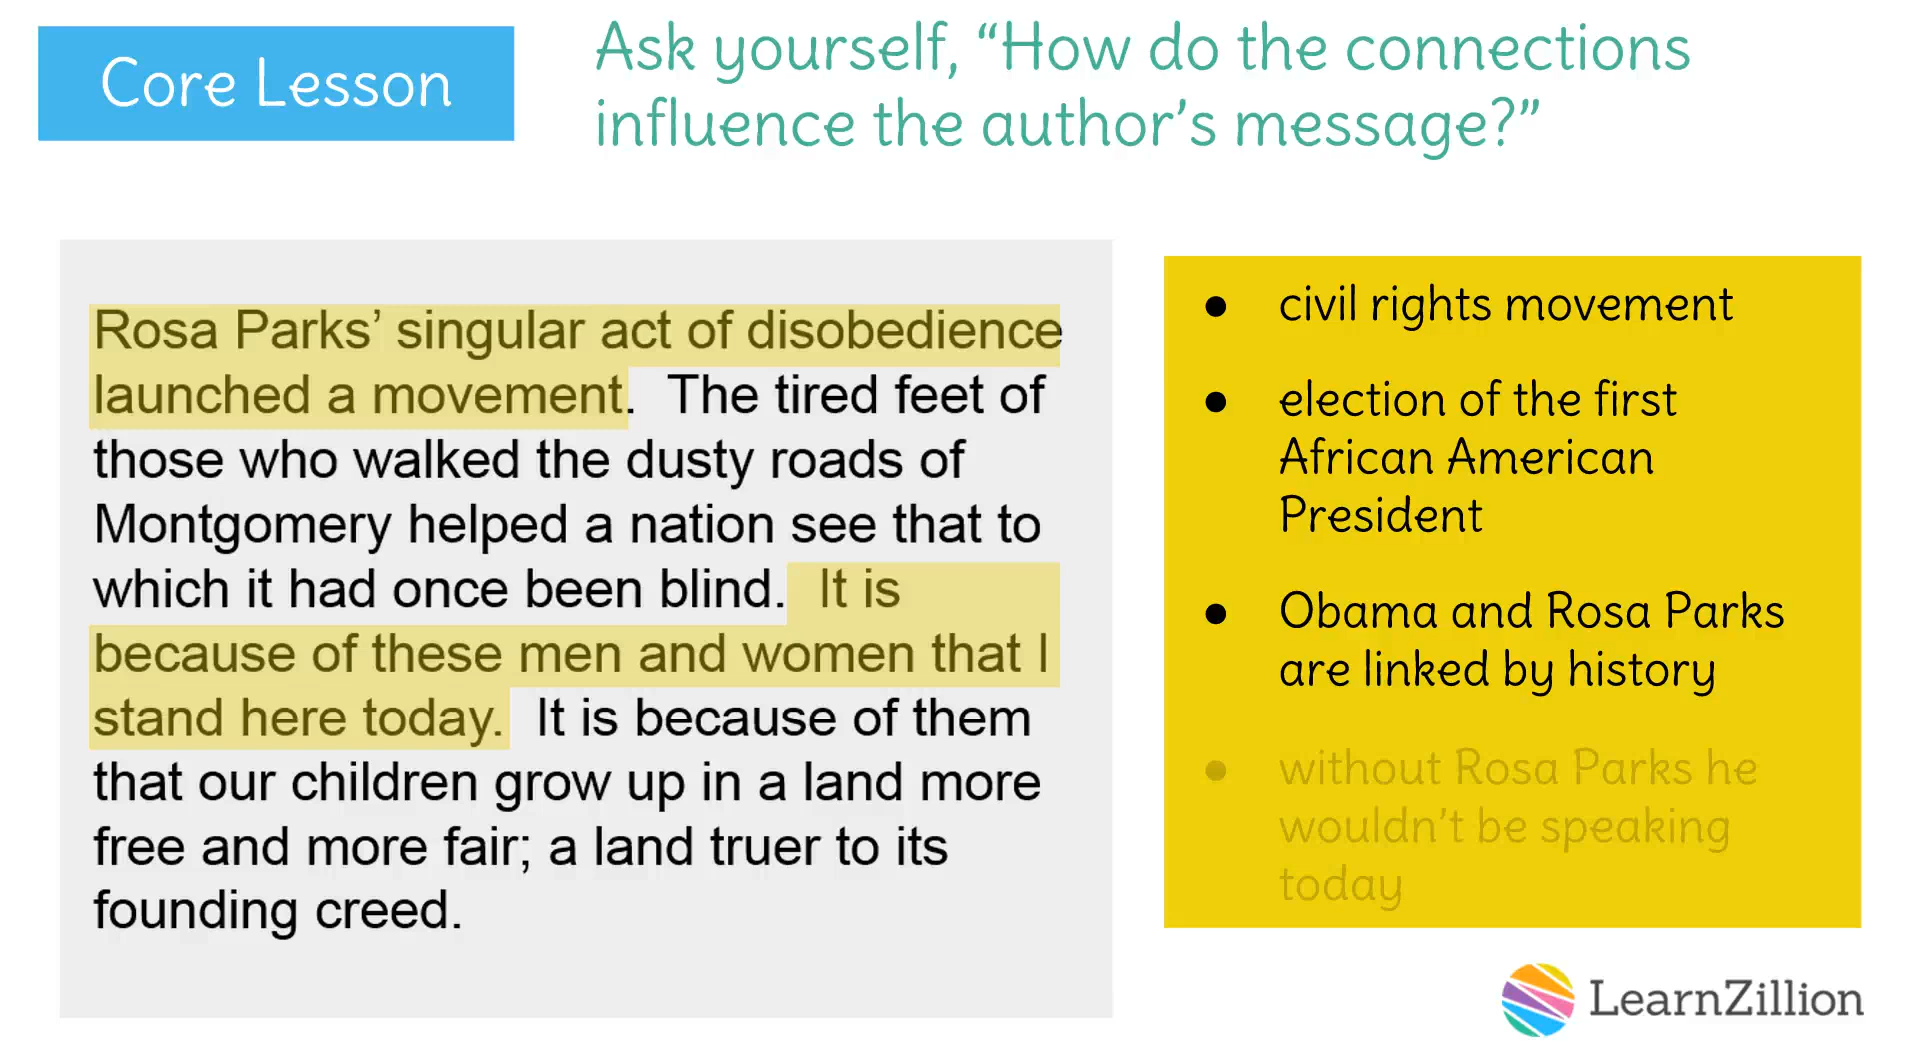 Core Lesson
Ask yourself, “How do the connections
influence the author’s message?”
Rosa Parks’ singular act of disobedience
launched a movement. The tired feet of
those who walked the dusty roads of
Montgomery helped a nation see that to
which it had once been blind. It is
because of these men and women that I
stand here today. It is because of them
that our children grow up in a land more
free and more fair; a land truer to its
founding creed.
● civil rights movement
● election of the first
African American
President
● Obama and Rosa Parks
are linked by history
● without Rosa Parks he
wouldn’t be speaking
today
LearnZillion